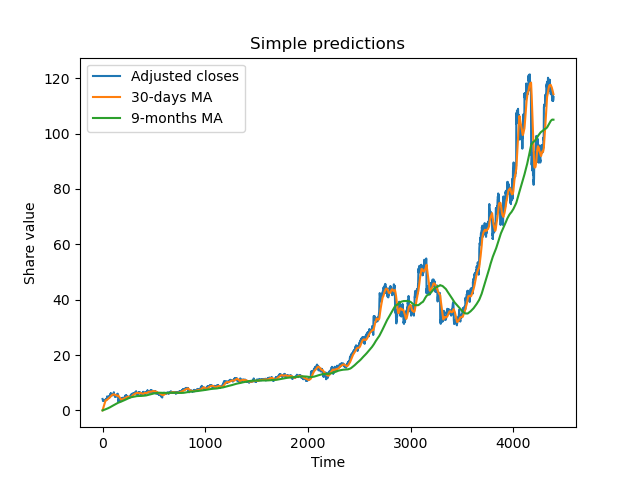 Simple predictions
Adjusted closes
30-days MA
9-months MA
120
100
80
60
40
20
0
Share value
0 1000 2000 3000 4000
Time